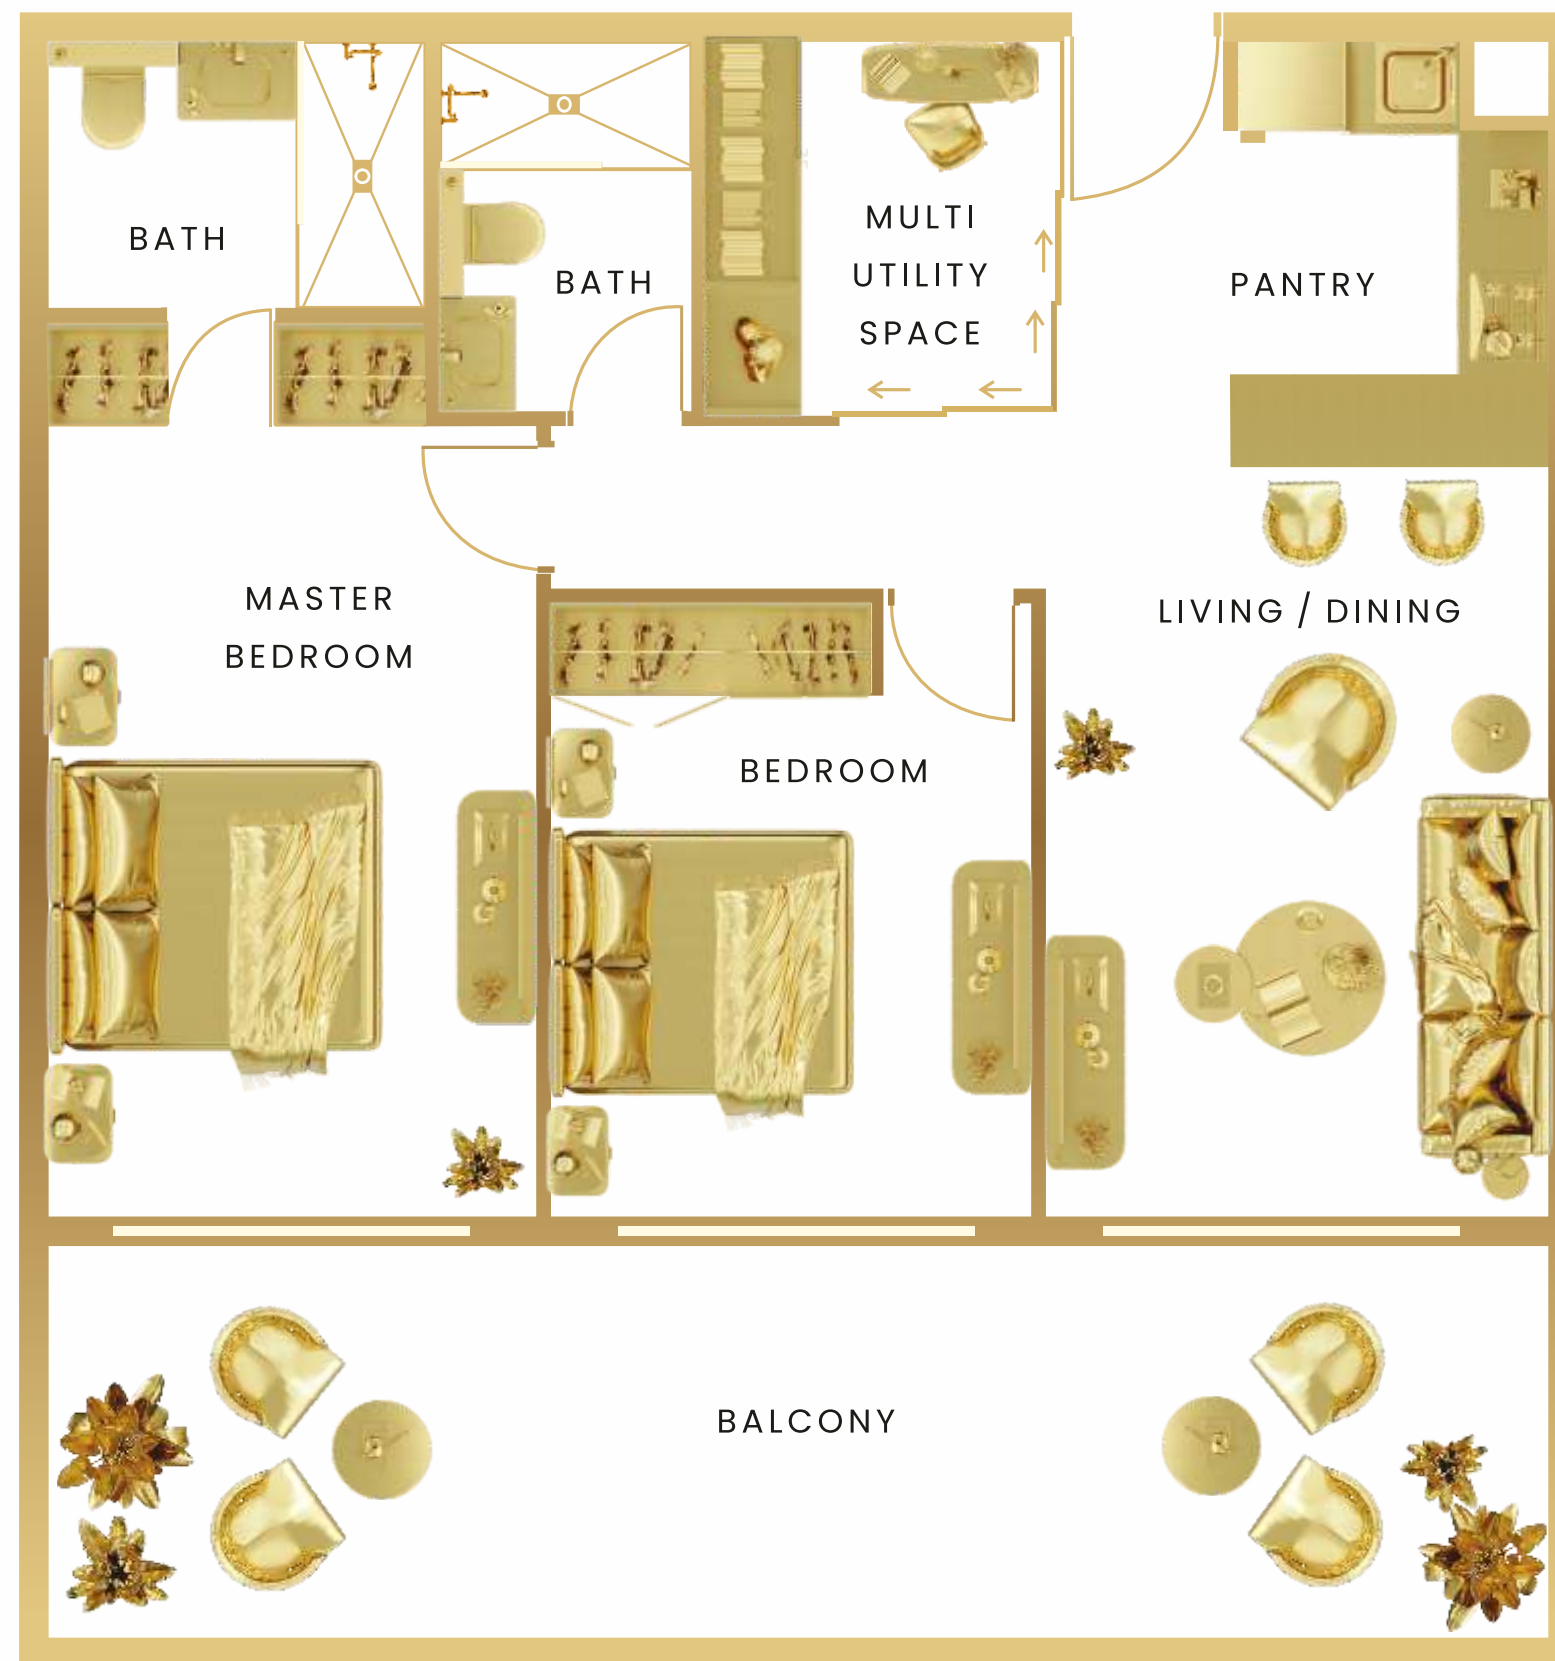 BATH
BATH
MULTI
UTILITY
SPACE
PANTRY
MASTER
BEDROOM
LIVING / DINING
BEDROOM
BALCONY